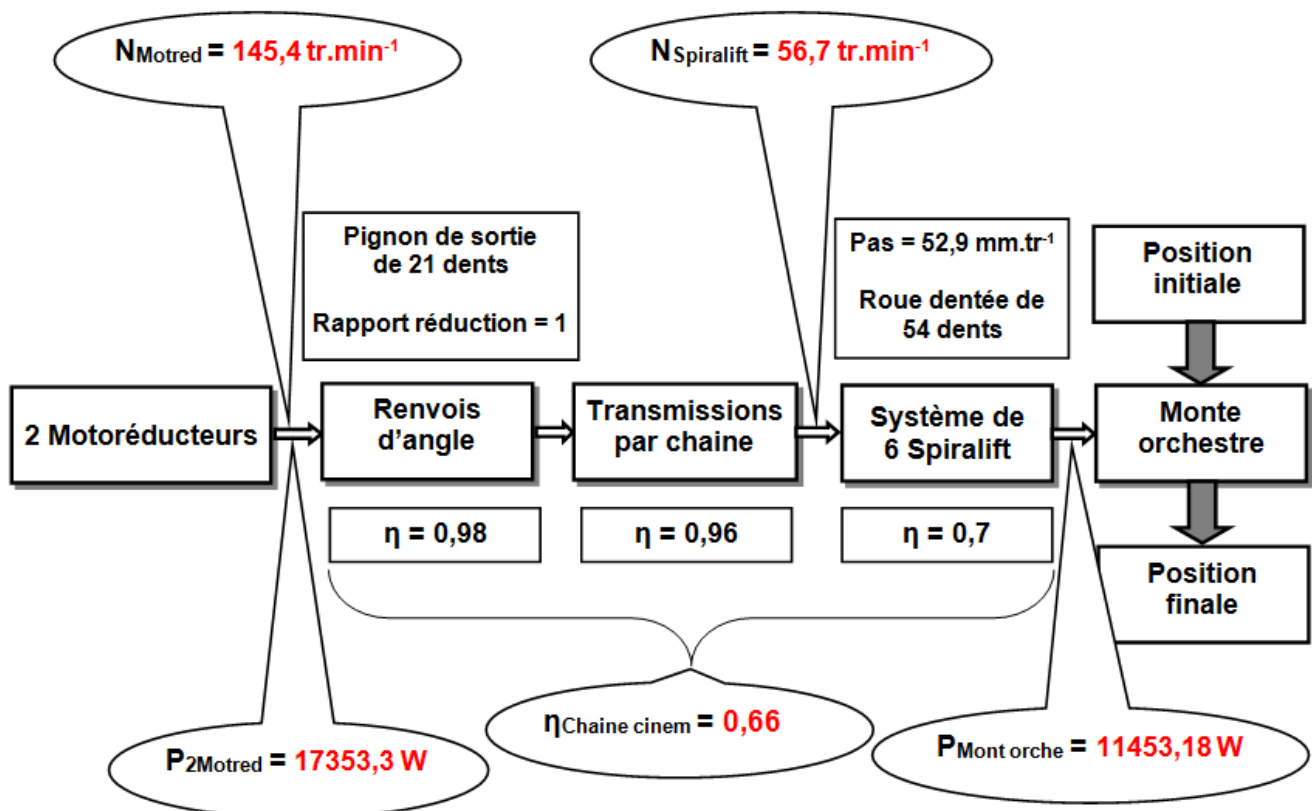 N Motred = 145,4 tr.min⁻¹
N Spiralift = 56,7 tr.min⁻¹
Pignon de sortie
de 21 dents
Rapport réduction = 1
Pas = 52,9 mm.tr⁻¹
Roue dentée de
54 dents
Position
initiale
2 Motoréducteurs
Renvois
d'angle
Transmissions
par chaine
Système de
6 Spiralift
Monte
orchestre
η = 0,98
η = 0,96
η = 0,7
Position
finale
ηChaine cinem = 0,66
P2Motred = 17353,3 W
PMont orche = 11453,18 W